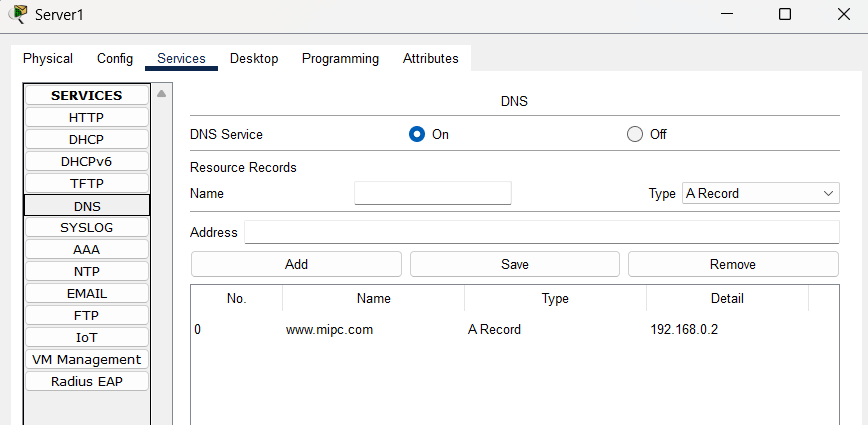 Server1
Physical Config Services Desktop Programming Attributes
SERVICES
HTTP
DHCP
DHCPv6
TFTP
DNS
SYSLOG
AAA
NTP
EMAIL
FTP
IoT
VM Management
Radius EAP
DNS
DNS Service On Off
Resource Records
Name Type A Record
Address
Add Save Remove
No. Name Type Detail
0 www.mipc.com A Record 192.168.0.2